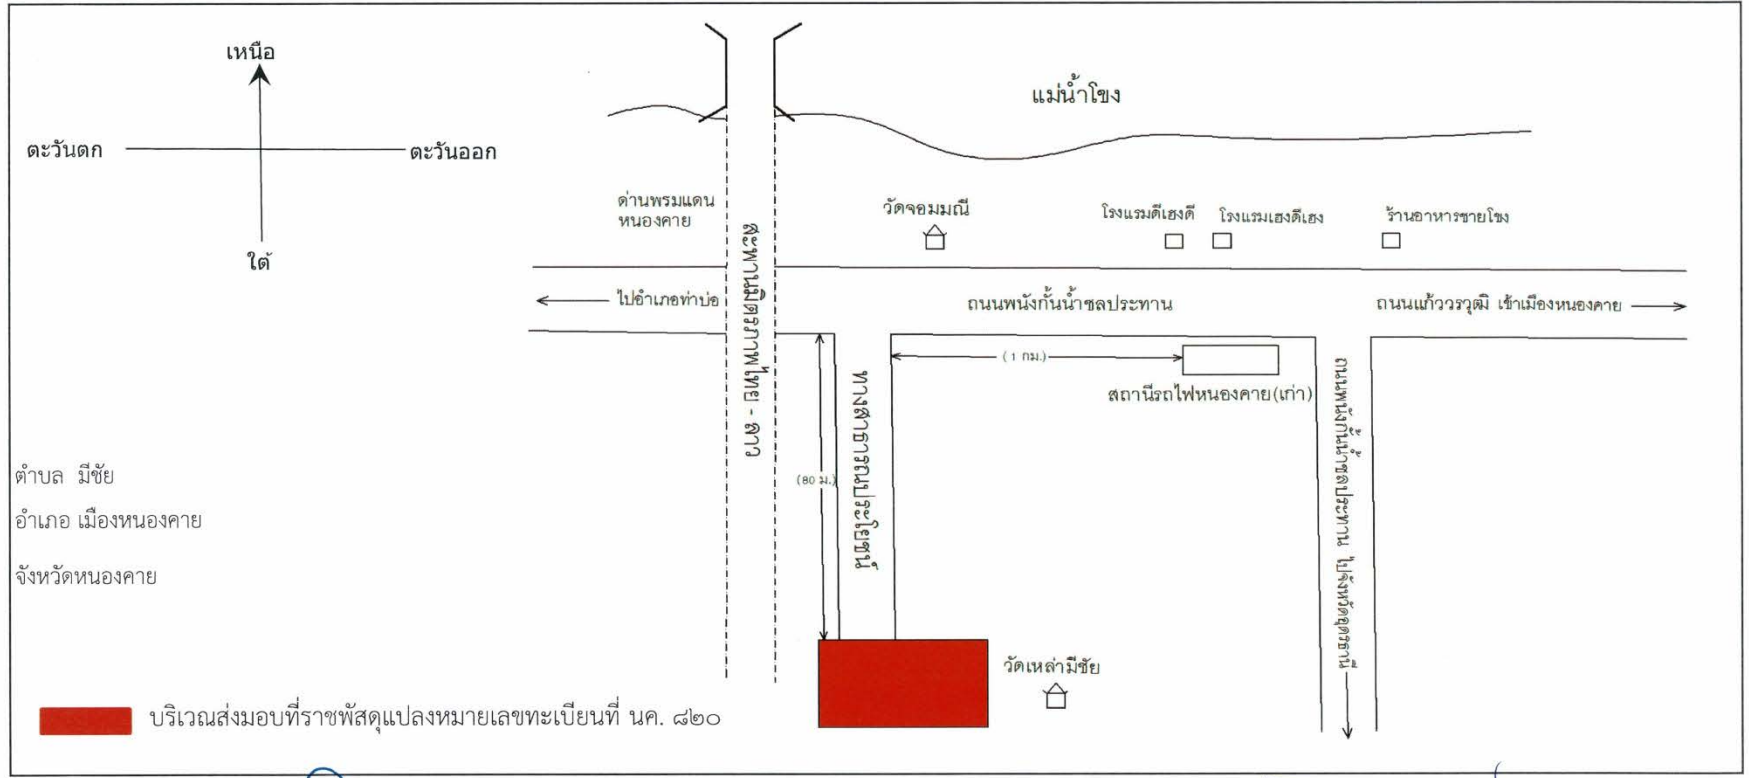 เหนือ
ตะวันตก
ตะวันออก
ใต้
แม่น้ำโขง
ด่านพรมแดน
หนองคาย
วัดจอมมณี
โรงแรมดีเฮงดี
โรงแรมเฮงดีเฮง
ร้านอาหารชายโขง
สะพานมิตรภาพไทย - ลาว
ไปอำเภอท่าบ่อ
ถนนพนังกั้นน้ำชลประทาน
ถนนแก้ววรวุฒิ เข้าเมืองหนองคาย
(1 กม.)
สถานีรถไฟหนองคาย(เก่า)
ทางสาธารถนประโยชน์
(80 ม.)
ถนนพนังกั้นน้ำชลประทาน ไปจังหวัดอุดรธานี
ตำบล มีชัย
อำเภอ เมืองหนองคาย
จังหวัดหนองคาย
วัดเหล่ามีชัย
บริเวณส่งมอบที่ราชพัสดุแปลงหมายเลขทะเบียนที่ นค. ๘๒๐